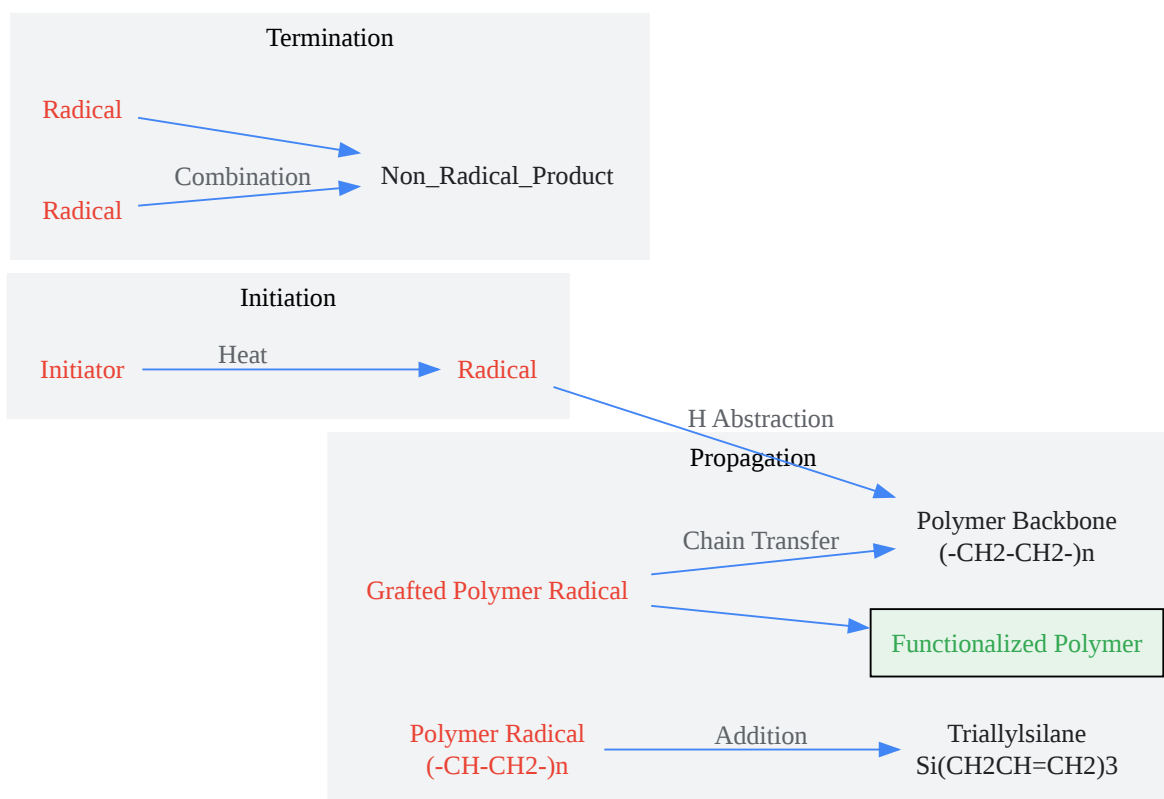 Termination
Radical
Combination
Non_Radical_Product
Radical
Initiation
Initiator
Heat
Radical
H Abstraction
Propagation
Polymer Backbone
(-CH2-CH2-)n
Chain Transfer
Grafted Polymer Radical
Functionalized Polymer
Polymer Radical
(-CH-CH2-)n
Addition
Triallylsilane
Si(CH2CH=CH2)3